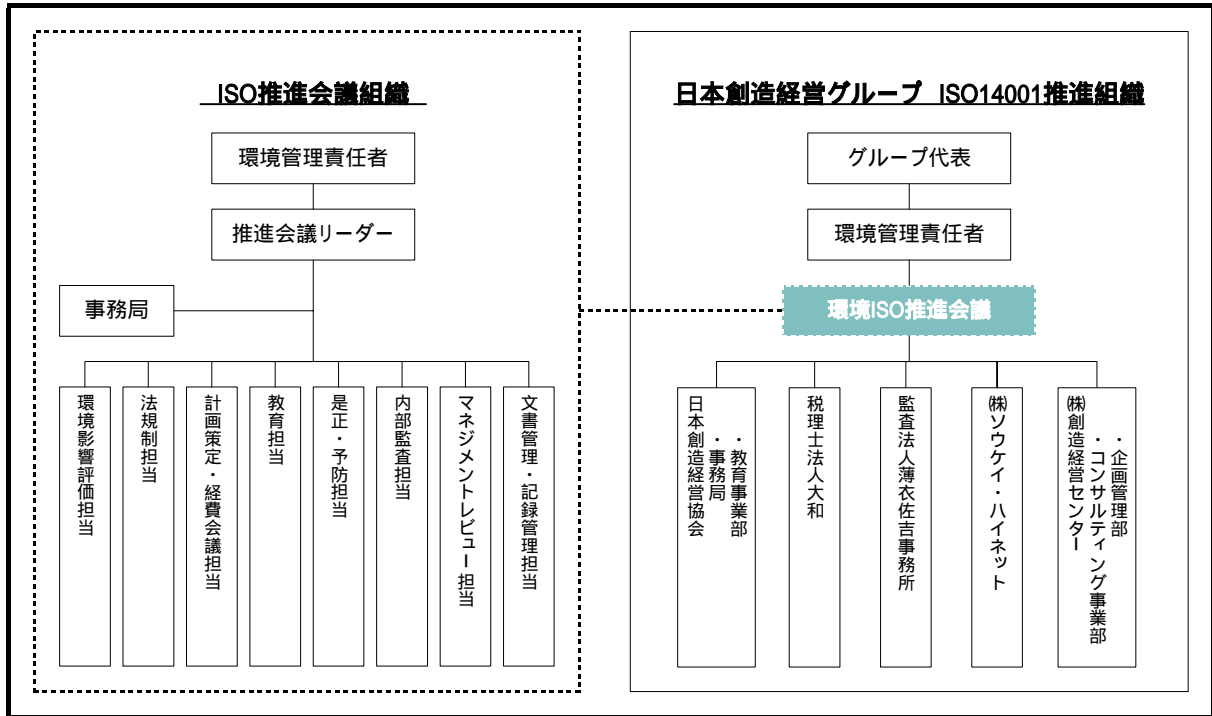 ISO推進会議組織
環境管理責任者
推進会議リーダー
事務局
環境影響評価担当
法規制担当
計画策定・経費会議担当
教育担当
是正・予防担当
内部監査担当
マネジメントレビュー担当
文書管理・記録管理担当
日本創造経営グループ ISO14001推進組織
グループ代表
環境管理責任者
環境ISO推進会議
・教育事業部
・事務局
日本創造経営協会
税理士法人大和
監査法人薄衣佐吉事務所
㈱ソウケイ・ハイネット
・企画管理部
・コンサルティング事業部
㈱創造経営センター